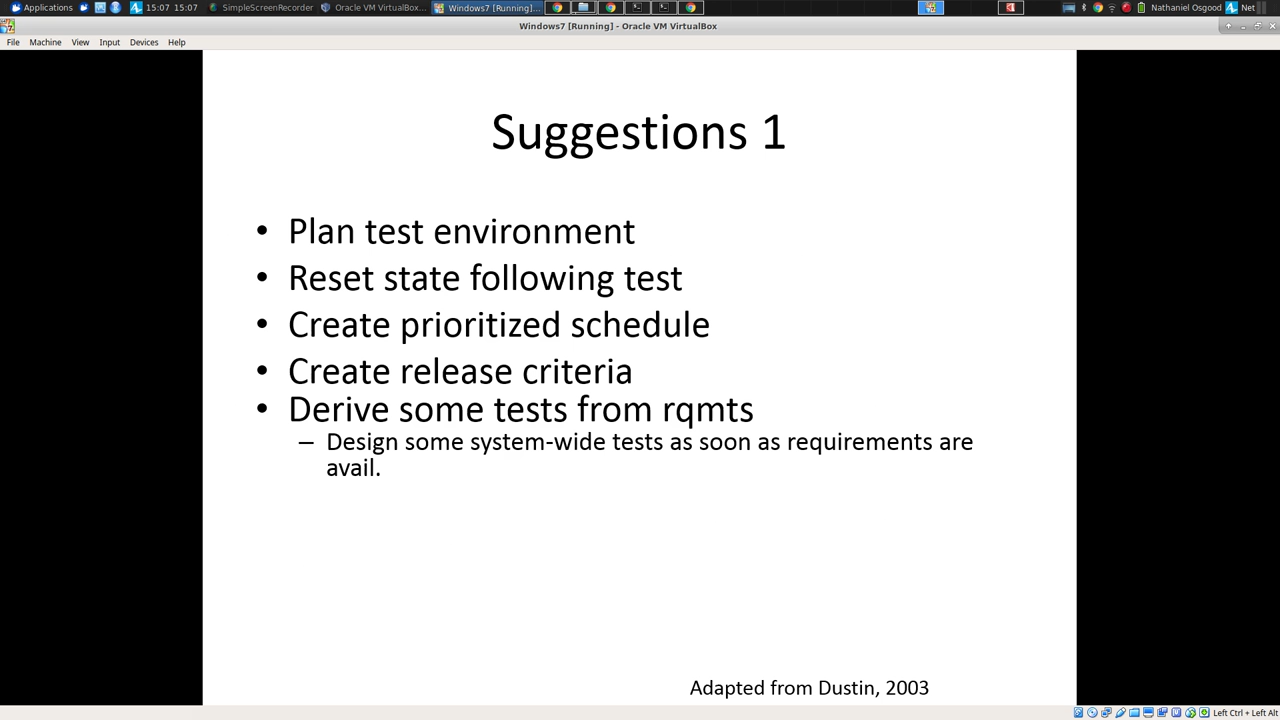 Applications 15:07 15:07 SimpleScreenRecorder Oracle VM VirtualBox... Windows7 [Running]... Nathaniel Osgood Net
Windows7 [Running] - Oracle VM VirtualBox
File Machine View Input Devices Help
Suggestions 1
• Plan test environment
• Reset state following test
• Create prioritized schedule
• Create release criteria
• Derive some tests from rqmts
– Design some system-wide tests as soon as requirements are
avail.
Adapted from Dustin, 2003
Left Ctrl + Left Alt